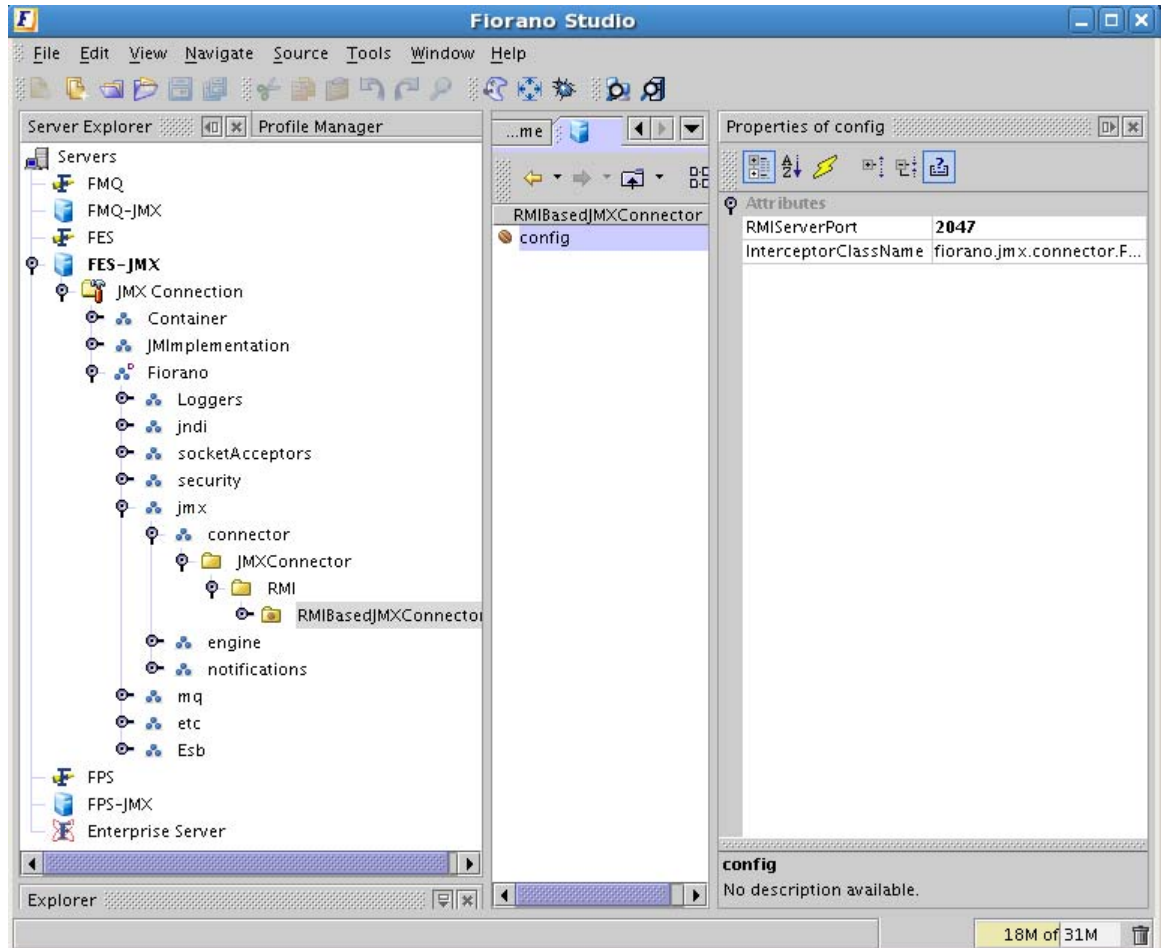 Fiorano Studio
File Edit View Navigate Source Tools Window Help
Server Explorer
Profile Manager
Servers
FMQ
FMQ-JMX
FES
FES-JMX
JMX Connection
Container
JMImplementation
Fiorano
Loggers
jndi
socketAcceptors
security
jmx
connector
JMXConnector
RMI
RMIBasedJMXConnector
engine
notifications
mq
etc
Esb
FPS
FPS-JMX
Enterprise Server
Explorer
...me
RMIBasedJMXConnector
config
Properties of config
Attributes
RMIServerPort 2047
InterceptorClassName fiorano.jmx.connector.F...
config
No description available.
18M of 31M